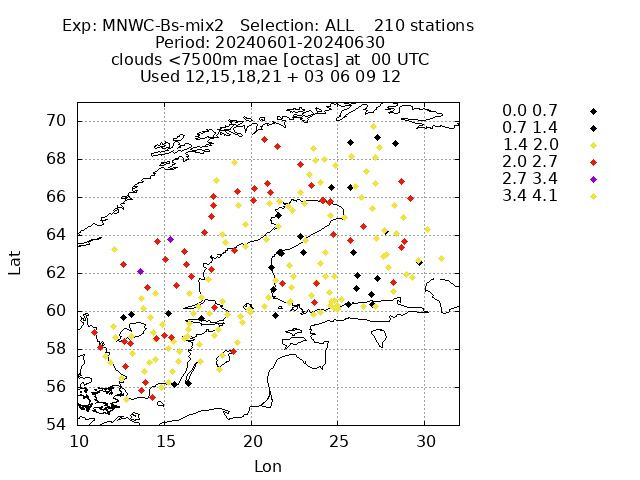 Exp: MNWC-Bs-mix2 Selection: ALL 210 stations
Period: 20240601-20240630
clouds <7500m mae [octas] at 00 UTC
Used 12,15,18,21 + 03 06 09 12
0.0 0.7
0.7 1.4
1.4 2.0
2.0 2.7
2.7 3.4
3.4 4.1
70
68
66
64
62
60
58
56
54
Lat
10 15 20 25 30
Lon